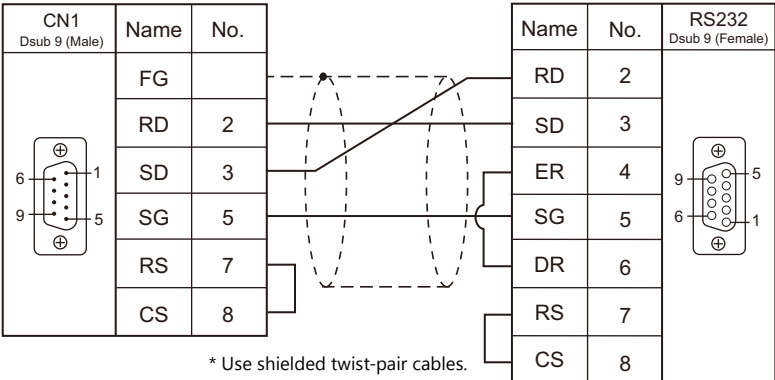 CN1
Dsub 9 (Male)
Name
No.
FG
RD
2
SD
3
SG
5
RS
7
CS
8
6
1
9
5
* Use shielded twist-pair cables.
RS232
Dsub 9 (Female)
Name
No.
RD
2
SD
3
ER
4
SG
5
DR
6
RS
7
CS
8
9
5
6
1